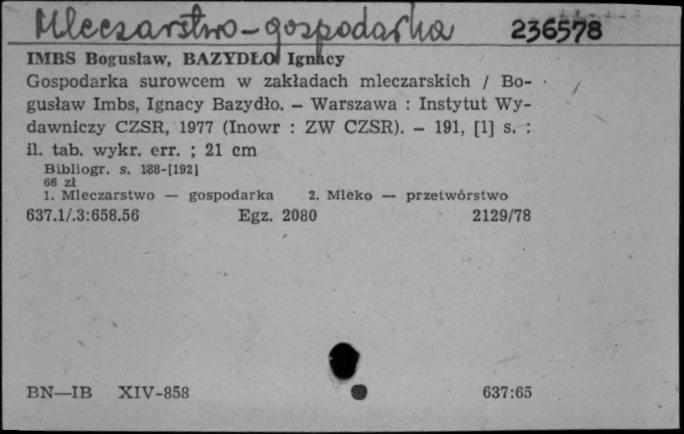 Mleczarstwo-gospodarka 236578
IMBS Bogusław, BAZYDŁO Ignacy
Gospodarka surowcem w zakładach mleczarskich / Bo-
gusław Imbs, Ignacy Bazydło. — Warszawa : Instytut Wy-
dawniczy CZSR, 1977 (Inowr : ZW CZSR). — 191, [1] s. :
il. tab. wykr. err. ; 21 cm
Bibliogr. s. 188-[192]
66 zł
1. Mleczarstwo — gospodarka 2. Mleko — przetwórstwo
637.1/.3:658.56 Egz. 2080 2129/78
BN—IB XIV-858 637:65